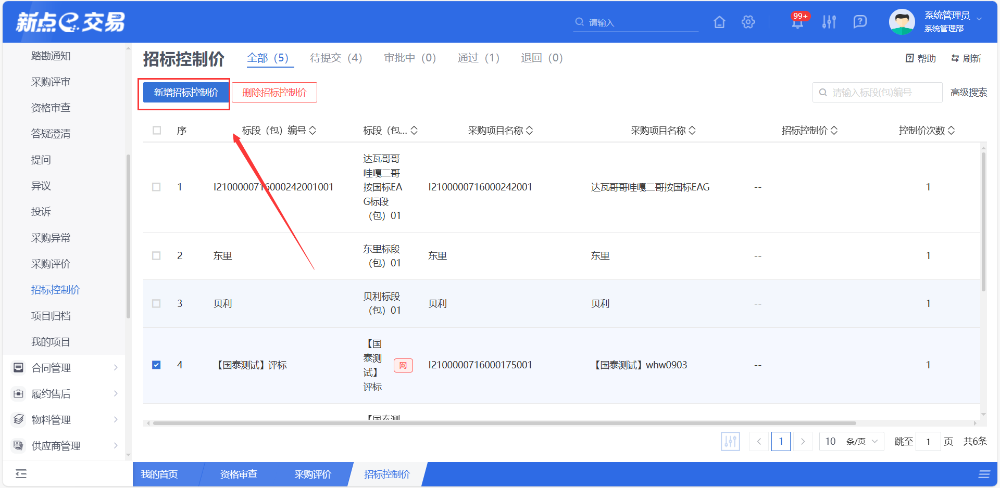 新点e交易
请输入
99+
系统管理员
系统管理部
踏勘通知
采购评审
资格审查
答疑澄清
提问
异议
投诉
采购异常
采购评价
招标控制价
项目归档
我的项目
合同管理
履约售后
物料管理
供应商管理
招标控制价 全部（5） 待提交（4） 审批中（0） 通过（1） 退回（0） 帮助 刷新
新增招标控制价 删除招标控制价 请输入标段(包)编号 高级搜索
序 标段（包）编号 标段（包... 采购项目名称 采购项目名称 招标控制价 控制价次数
1 I2100000716000242001001 达瓦哥哥
哇嘎二哥
按国标EA
G标段
（包）01 I2100000716000242001 达瓦哥哥哇嘎二哥按国标EAG -- 1
2 东里 东里标段
（包）01 东里 东里 -- 1
3 贝利 贝利标段
（包）01 贝利 贝利 -- 1
4 【国泰测试】评标 【国
泰测
试】
评标 网 I2100000716000175001 【国泰测试】whw0903 -- 1
【国泰测
1 10 条/页 跳至 1 页 共6条
我的首页 资格审查 采购评价 招标控制价